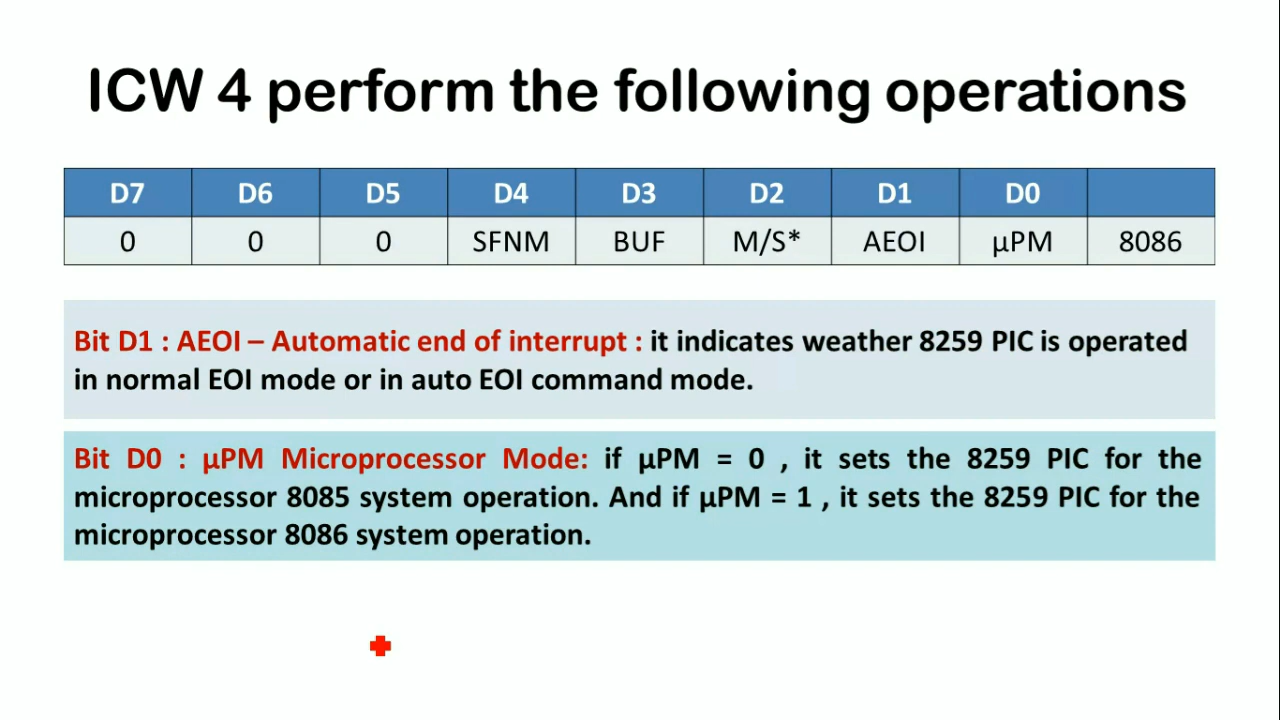 ICW 4 perform the following operations
D7 D6 D5 D4 D3 D2 D1 D0
0 0 0 SFNM BUF M/S* AEOI µPM 8086
Bit D1 : AEOI – Automatic end of interrupt : it indicates weather 8259 PIC is operated
in normal EOI mode or in auto EOI command mode.
Bit D0 : µPM Microprocessor Mode: if µPM = 0 , it sets the 8259 PIC for the
microprocessor 8085 system operation. And if µPM = 1 , it sets the 8259 PIC for the
microprocessor 8086 system operation.